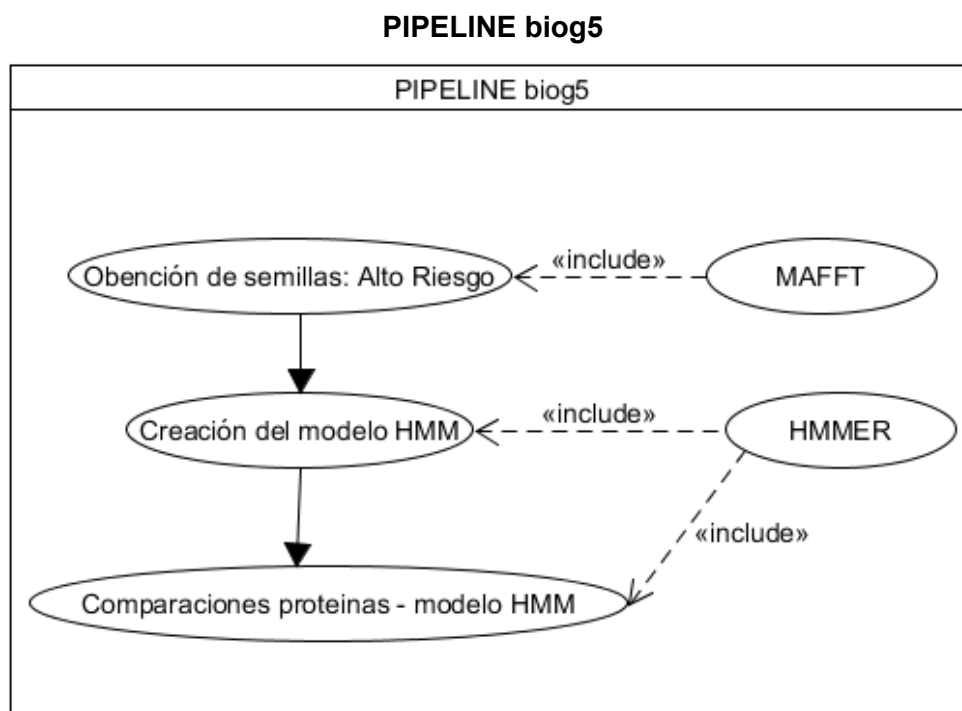 PIPELINE biog5
PIPELINE biog5
Obención de semillas: Alto Riesgo
«include»
MAFFT
Creación del modelo HMM
«include»
HMMER
«include»
Comparaciones proteinas - modelo HMM